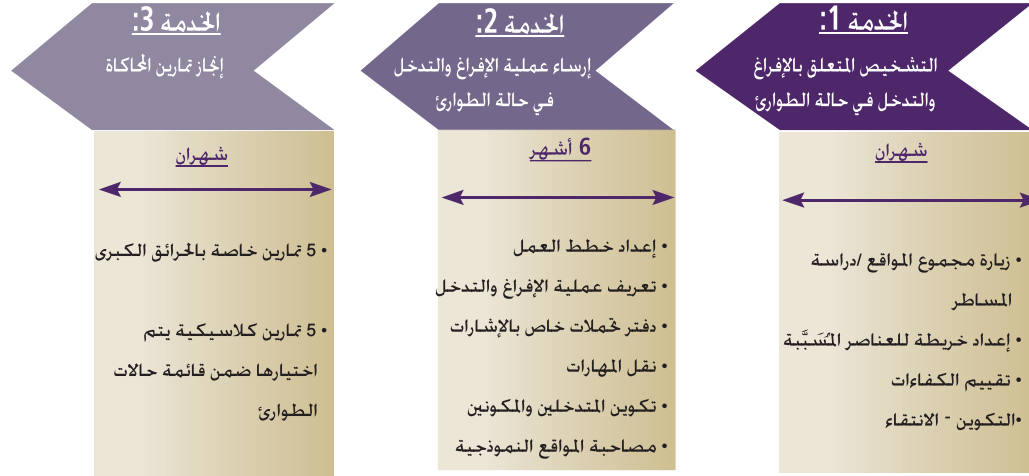 الخدمة 1:
التشخيص المتعلق بالإفراغ
والتدخل في حالة الطوارئ
شهران
• زيارة مجموع المواقع /دراسة
المساطر
• إعداد خريطة للعناصر المُسَبَّبة
• تقييم الكفاءات
•التكوين - الانتقاء
الخدمة 2:
إرساء عملية الإفراغ والتدخل
في حالة الطوارئ
6 أشهر
• إعداد خطط العمل
• تعريف عملية الإفراغ والتدخل
• دفتر تحملات خاص بالإشارات
• نقل المهارات
• تكوين المتدخلين والمكونين
• مصاحبة المواقع النموذجية
الخدمة 3:
إنجاز تمارين المحاكاة
شهران
• 5 تمارين خاصة بالحرائق الكبرى
• 5 تمارين كلاسيكية يتم
اختيارها ضمن قائمة حالات
الطوارئ